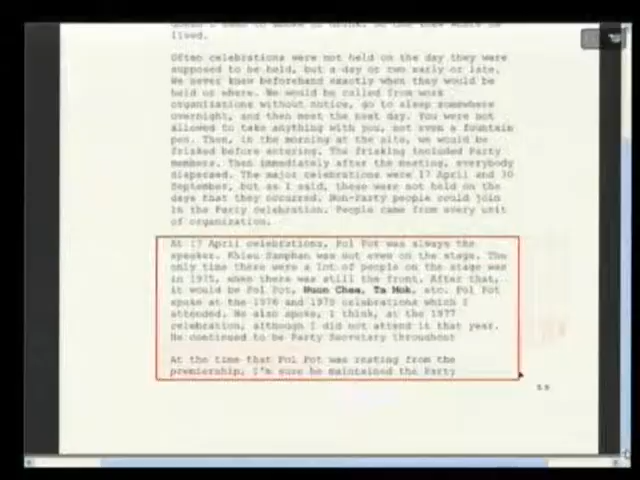 lived.
Often celebrations were not held on the day they were
supposed to be held, but a day or two early or late.
We never knew beforehand exactly when they would be
held or where. We would be called from work
organizations without notice, go to sleep somewhere
overnight, and then meet the next day. You were not
allowed to take anything with you, not even a fountain
pen. Then, in the morning at the site, we would be
frisked before entering. The frisking included Party
members. Then immediately after the meeting, everybody
dispersed. The major celebrations were 17 April and 30
September, but as I said, these were not held on the
days that they occurred. Non-Party people could join
in the Party celebration. People came from every unit
of organization.
At 17 April celebrations, Pol Pot was always the
speaker. Khieu Samphan was not even on the stage. The
only time there were a lot of people on the stage was
in 1975, when there was still the front. After that,
it would be Pol Pot, Nuon Chea, Ta Mok, etc. Pol Pot
spoke at the 1976 and 1978 celebrations which I
attended. He also spoke, I think, at the 1977
celebration, although I did not attend it that year.
He continued to be Party Secretary throughout
At the time that Pol Pot was resting from the
premiership, I'm sure he maintained the Party